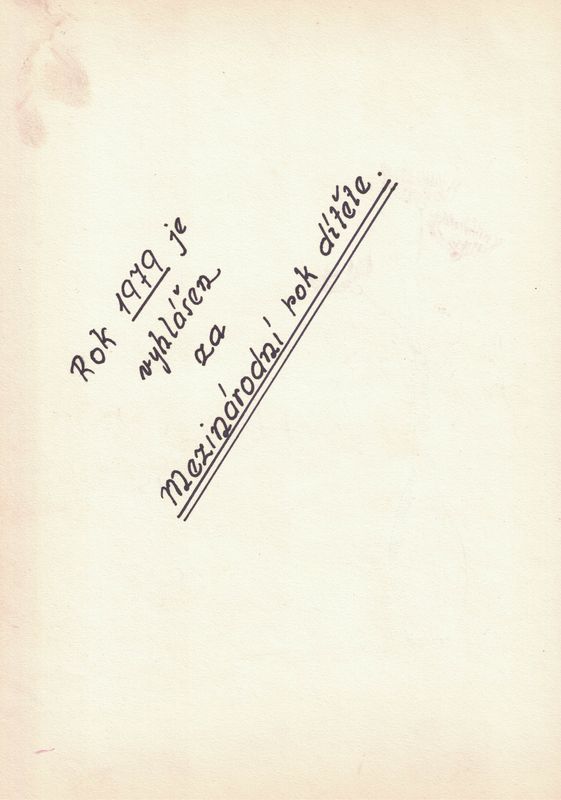 Rok 1979 je
vyhlášen
za
Mezinárodní rok dítěte.